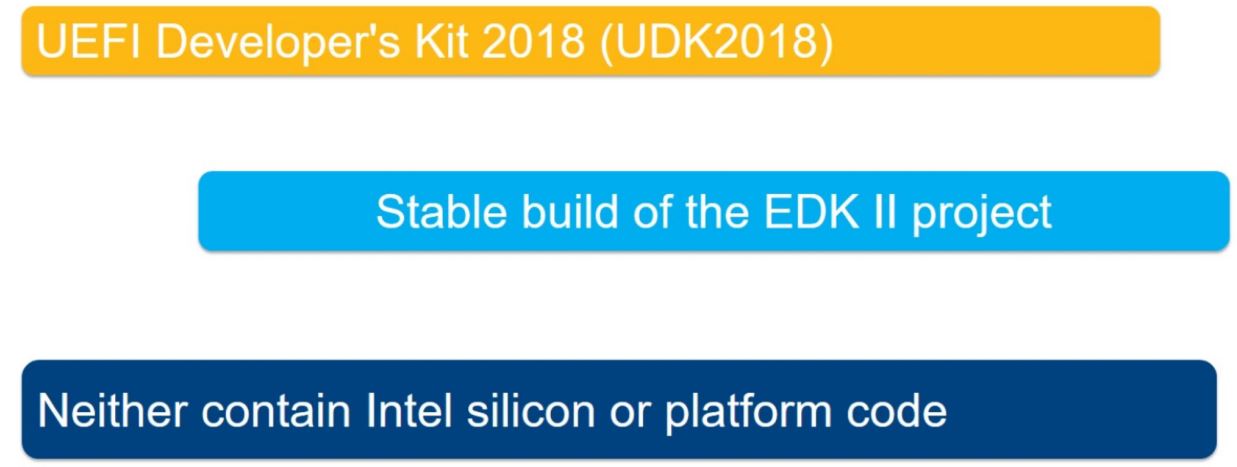 UEFI Developer's Kit 2018 (UDK2018)
Stable build of the EDK II project
Neither contain Intel silicon or platform code